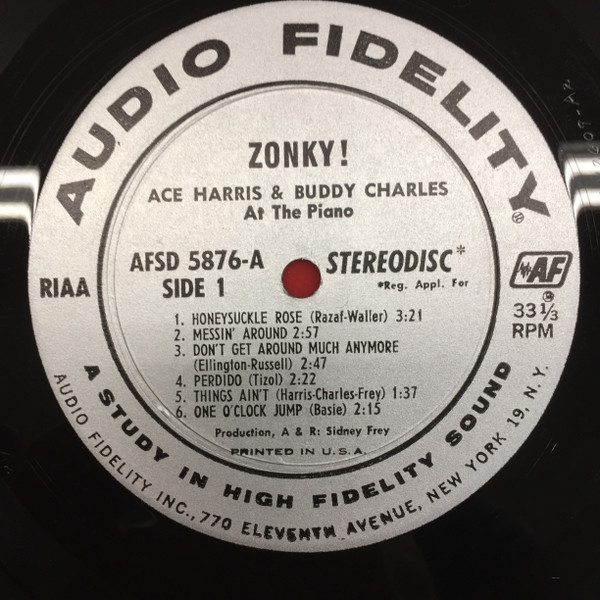 AUDIO FIDELITY®
ZONKY!
ACE HARRIS & BUDDY CHARLES
At The Piano
AFSD 5876-A
SIDE 1
STEREODISC*
*Reg. Appl. For
RIAA
AF
33⅓
RPM
1. HONEYSUCKLE ROSE (Razaf-Waller) 3:21
2. MESSIN' AROUND 2:57
3. DON'T GET AROUND MUCH ANYMORE
(Ellington-Russell) 2:47
4. PERDIDO (Tizol) 2:22
5. THINGS AIN'T (Harris-Charles-Frey) 1:37
6. ONE O'CLOCK JUMP (Basie) 2:15
Production, A & R: Sidney Frey
PRINTED IN U.S.A.
A STUDY IN HIGH FIDELITY SOUND
AUDIO FIDELITY INC., 770 ELEVENTH AVENUE, NEW YORK 19, N.Y.